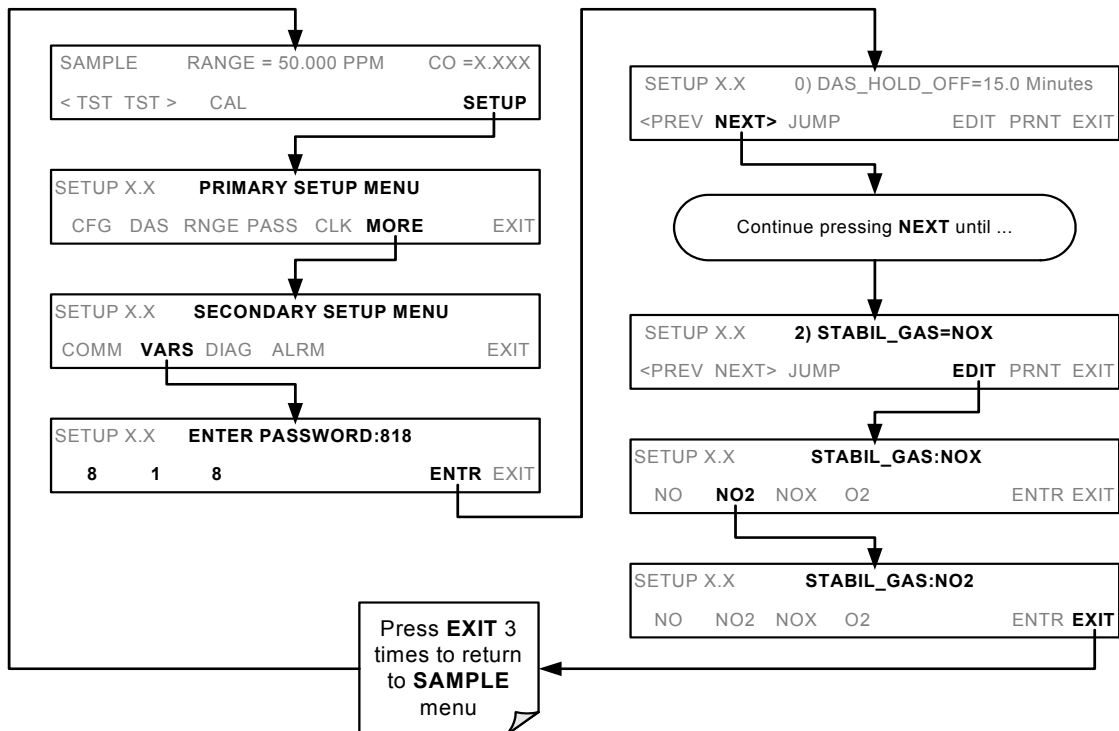 SAMPLE RANGE = 50.000 PPM CO =X.XXX
< TST TST > CAL SETUP
SETUP X.X PRIMARY SETUP MENU
CFG DAS RNGE PASS CLK MORE EXIT
SETUP X.X SECONDARY SETUP MENU
COMM VARS DIAG ALRM EXIT
SETUP X.X ENTER PASSWORD:818
8 1 8 ENTR EXIT
SETUP X.X 0) DAS_HOLD_OFF=15.0 Minutes
<PREV NEXT> JUMP EDIT PRNT EXIT
Continue pressing NEXT until ...
SETUP X.X 2) STABIL_GAS=NOX
<PREV NEXT> JUMP EDIT PRNT EXIT
SETUP X.X STABIL_GAS:NOX
NO NO2 NOX O2 ENTR EXIT
SETUP X.X STABIL_GAS:NO2
NO NO2 NOX O2 ENTR EXIT
Press EXIT 3
times to return
to SAMPLE
menu